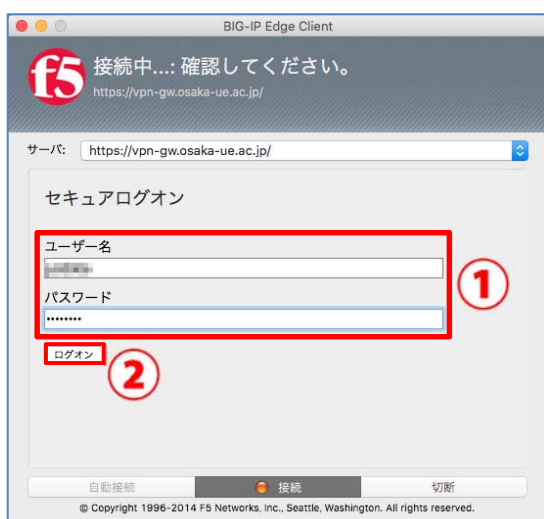 BIG-IP Edge Client
f5
接続中...: 確認してください。
https://vpn-gw.osaka-ue.ac.jp/
サーバ: https://vpn-gw.osaka-ue.ac.jp/
セキュアログオン
ユーザー名
①
パスワード
••••••••
ログオン
②
自動接続 接続 切断
© Copyright 1996-2014 F5 Networks, Inc., Seattle, Washington. All rights reserved.